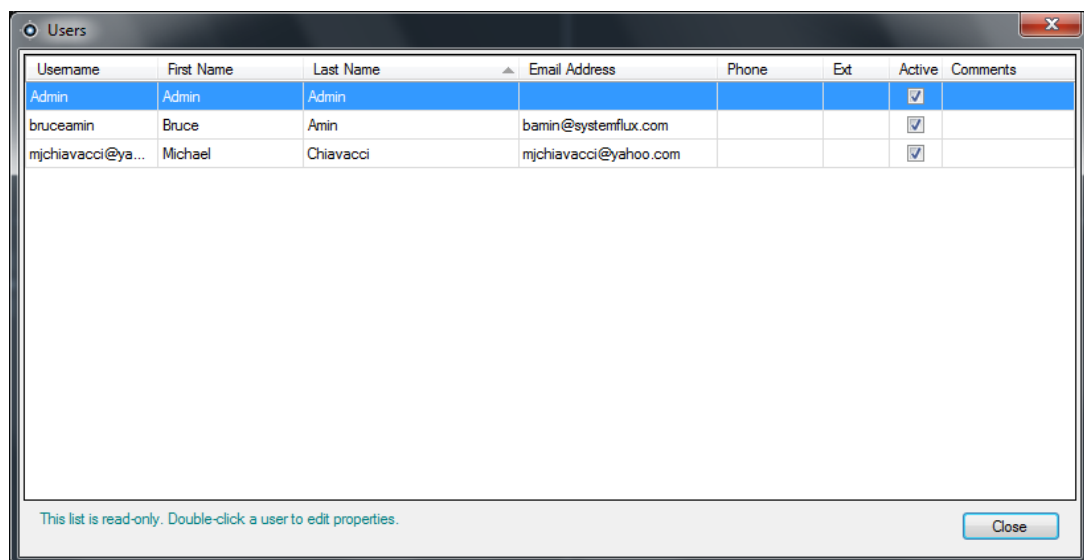 Users
Username First Name Last Name Email Address Phone Ext Active Comments
Admin Admin Admin
bruceamin Bruce Amin bamin@systemflux.com
mjchiavacci@ya... Michael Chiavacci mjchiavacci@yahoo.com
This list is read-only. Double-click a user to edit properties.
Close